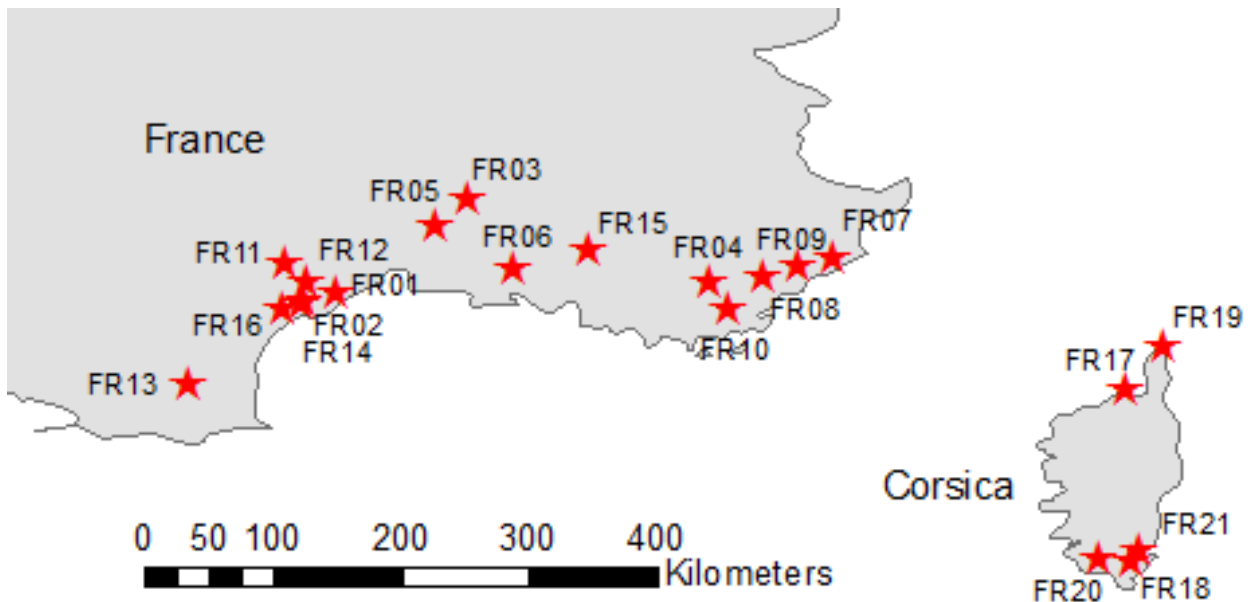 France
FR03
FR05
FR15
FR06
FR07
FR09
FR04
FR11
FR12
FR01
FR08
FR16
FR02
FR10
FR14
FR19
FR17
FR13
Corsica
FR21
0 50 100 200 300 400
Kilometers
FR20 FR18